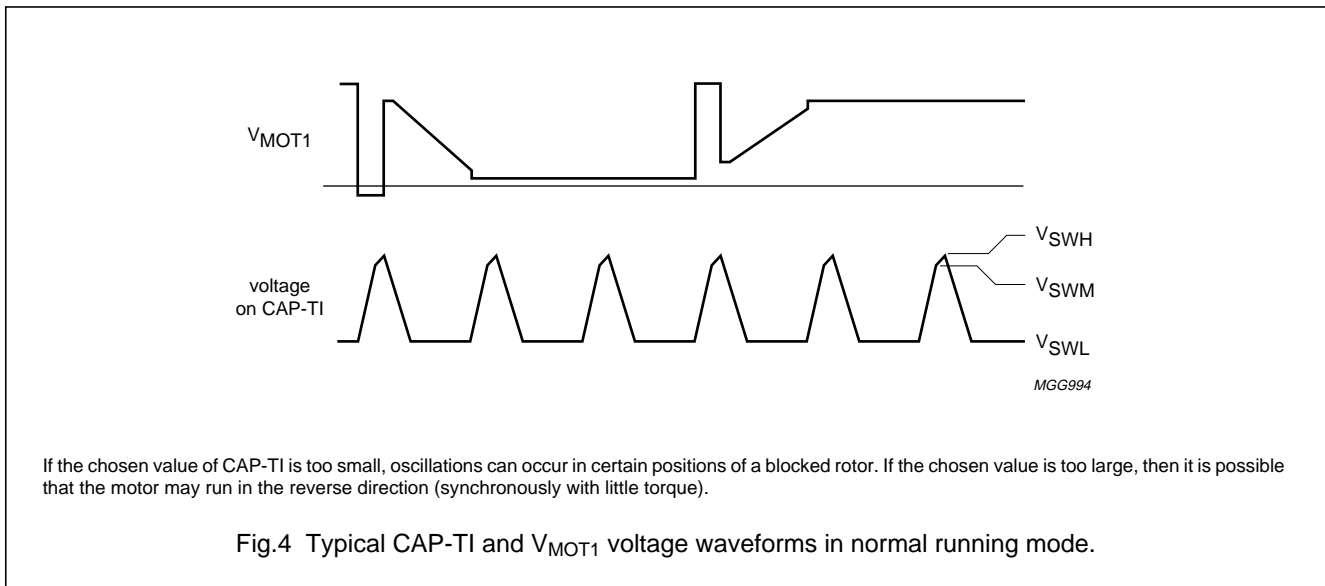 VMOT1
voltage
on CAP-TI
VSWH
VSWM
VSWL
MGG994
If the chosen value of CAP-TI is too small, oscillations can occur in certain positions of a blocked rotor. If the chosen value is too large, then it is possible
that the motor may run in the reverse direction (synchronously with little torque).
Fig.4 Typical CAP-TI and VMOT1 voltage waveforms in normal running mode.